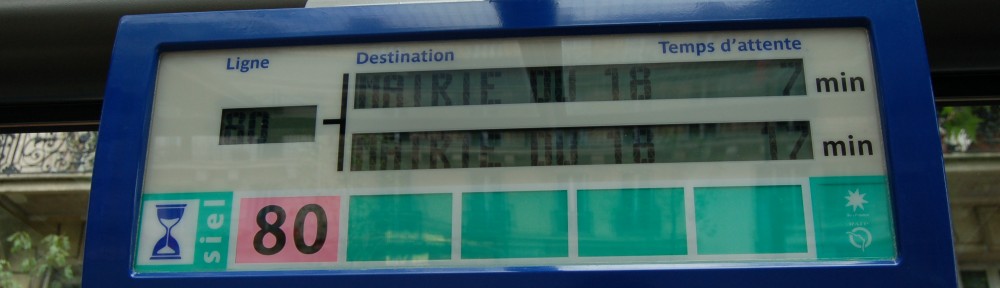 Ligne Destination Temps d'attente
80 MAIRIE DU 18 7 min
MAIRIE DU 18 17 min
siel 80